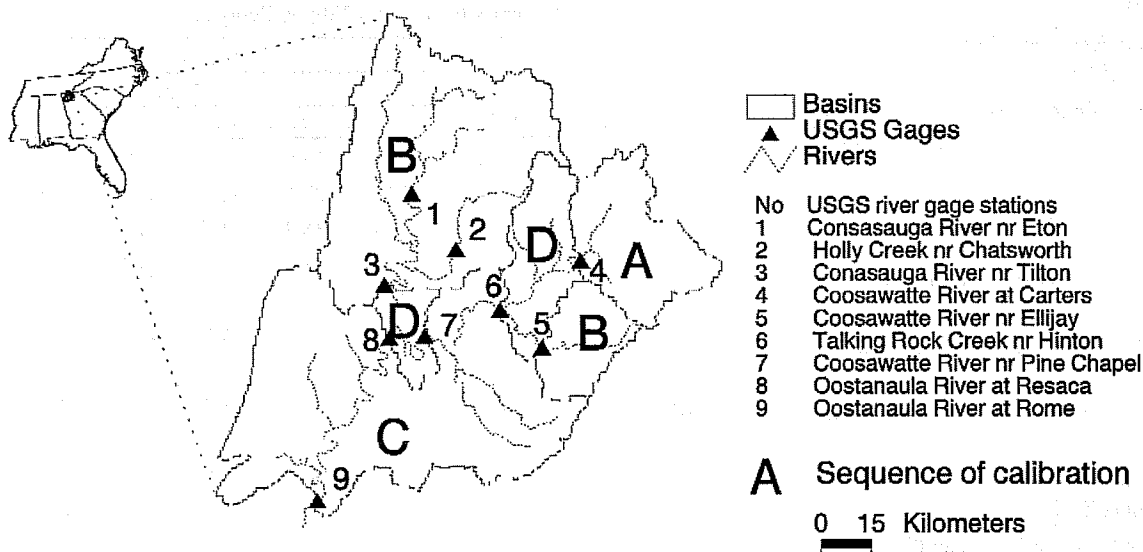 B
1
2
D
3
4
A
6
D
7
5
B
8
C
9
Basins
USGS Gages
Rivers
No USGS river gage stations
1 Consasauga River nr Eton
2 Holly Creek nr Chatsworth
3 Conasauga River nr Tilton
4 Coosawatte River at Carters
5 Coosawatte River nr Ellijay
6 Talking Rock Creek nr Hinton
7 Coosawatte River nr Pine Chapel
8 Oostanaula River at Resaca
9 Oostanaula River at Rome
A Sequence of calibration
0 15 Kilometers